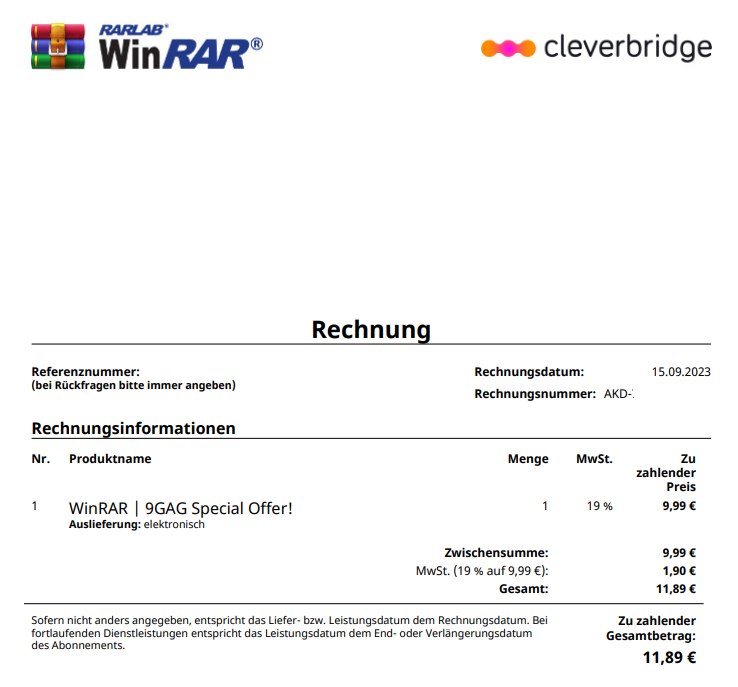 RARLAB®
WinRAR®
cleverbridge
Rechnung
Referenznummer:
(bei Rückfragen bitte immer angeben)
Rechnungsdatum: 15.09.2023
Rechnungsnummer: AKD-
Rechnungsinformationen
Nr. Produktname Menge MwSt. Zu
zahlender
Preis
1 WinRAR | 9GAG Special Offer! 1 19 % 9,99 €
Auslieferung: elektronisch
Zwischensumme: 9,99 €
MwSt. (19 % auf 9,99 €): 1,90 €
Gesamt: 11,89 €
Sofern nicht anders angegeben, entspricht das Liefer- bzw. Leistungsdatum dem Rechnungsdatum. Bei
fortlaufenden Dienstleistungen entspricht das Leistungsdatum dem End- oder Verlängerungsdatum
des Abonnements.
Zu zahlender
Gesamtbetrag:
11,89 €